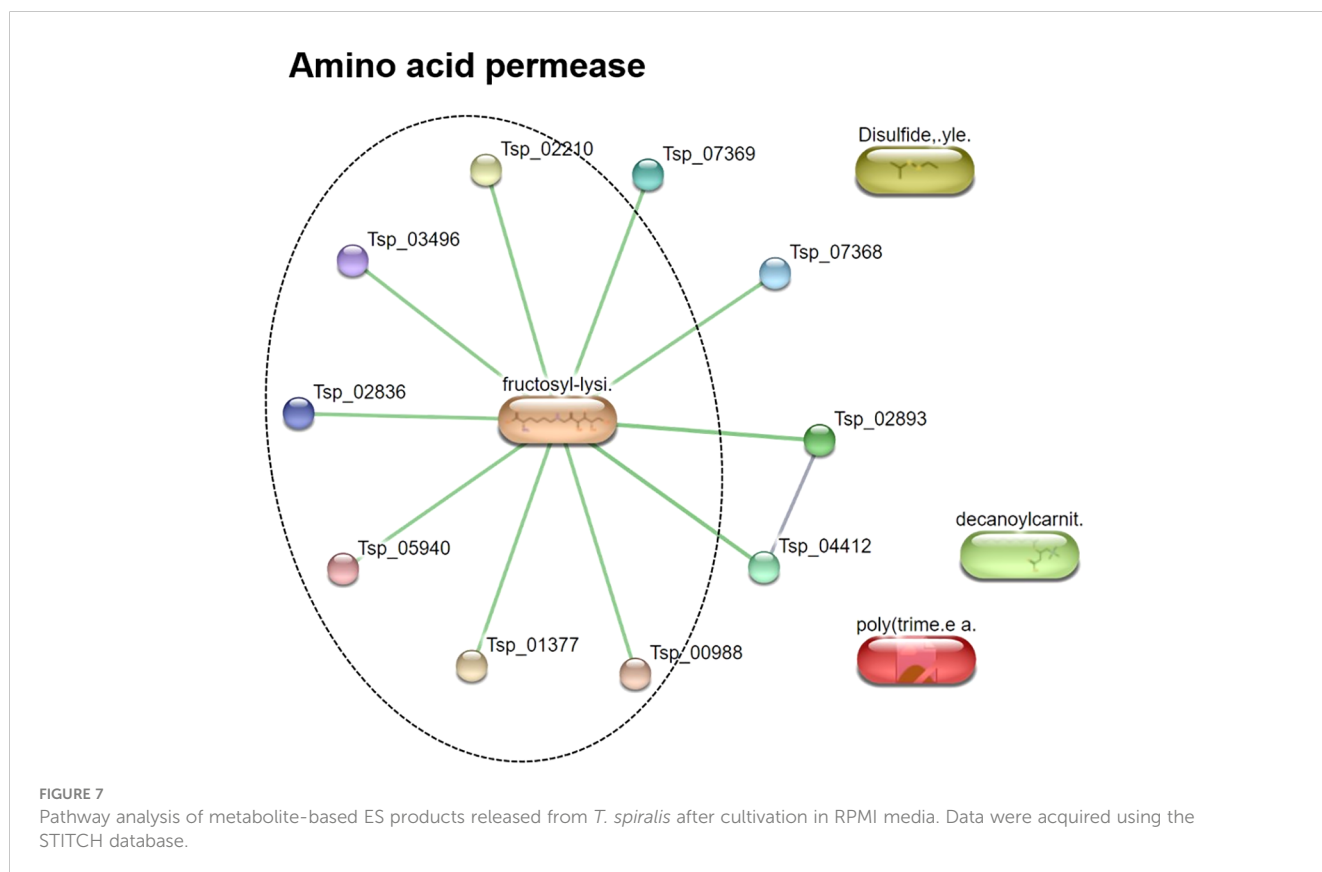 Amino acid permease
Disulfide,.yle.
Tsp_02210
Tsp_07369
Tsp_03496
Tsp_07368
fructosyl-lysi.
Tsp_02836
Tsp_02893
decanoylcarnit.
Tsp_05940
Tsp_04412
poly(trime.e a.
Tsp_01377
Tsp_00988
FIGURE 7
Pathway analysis of metabolite-based ES products released from T. spiralis after cultivation in RPMI media. Data were acquired using the
STITCH database.